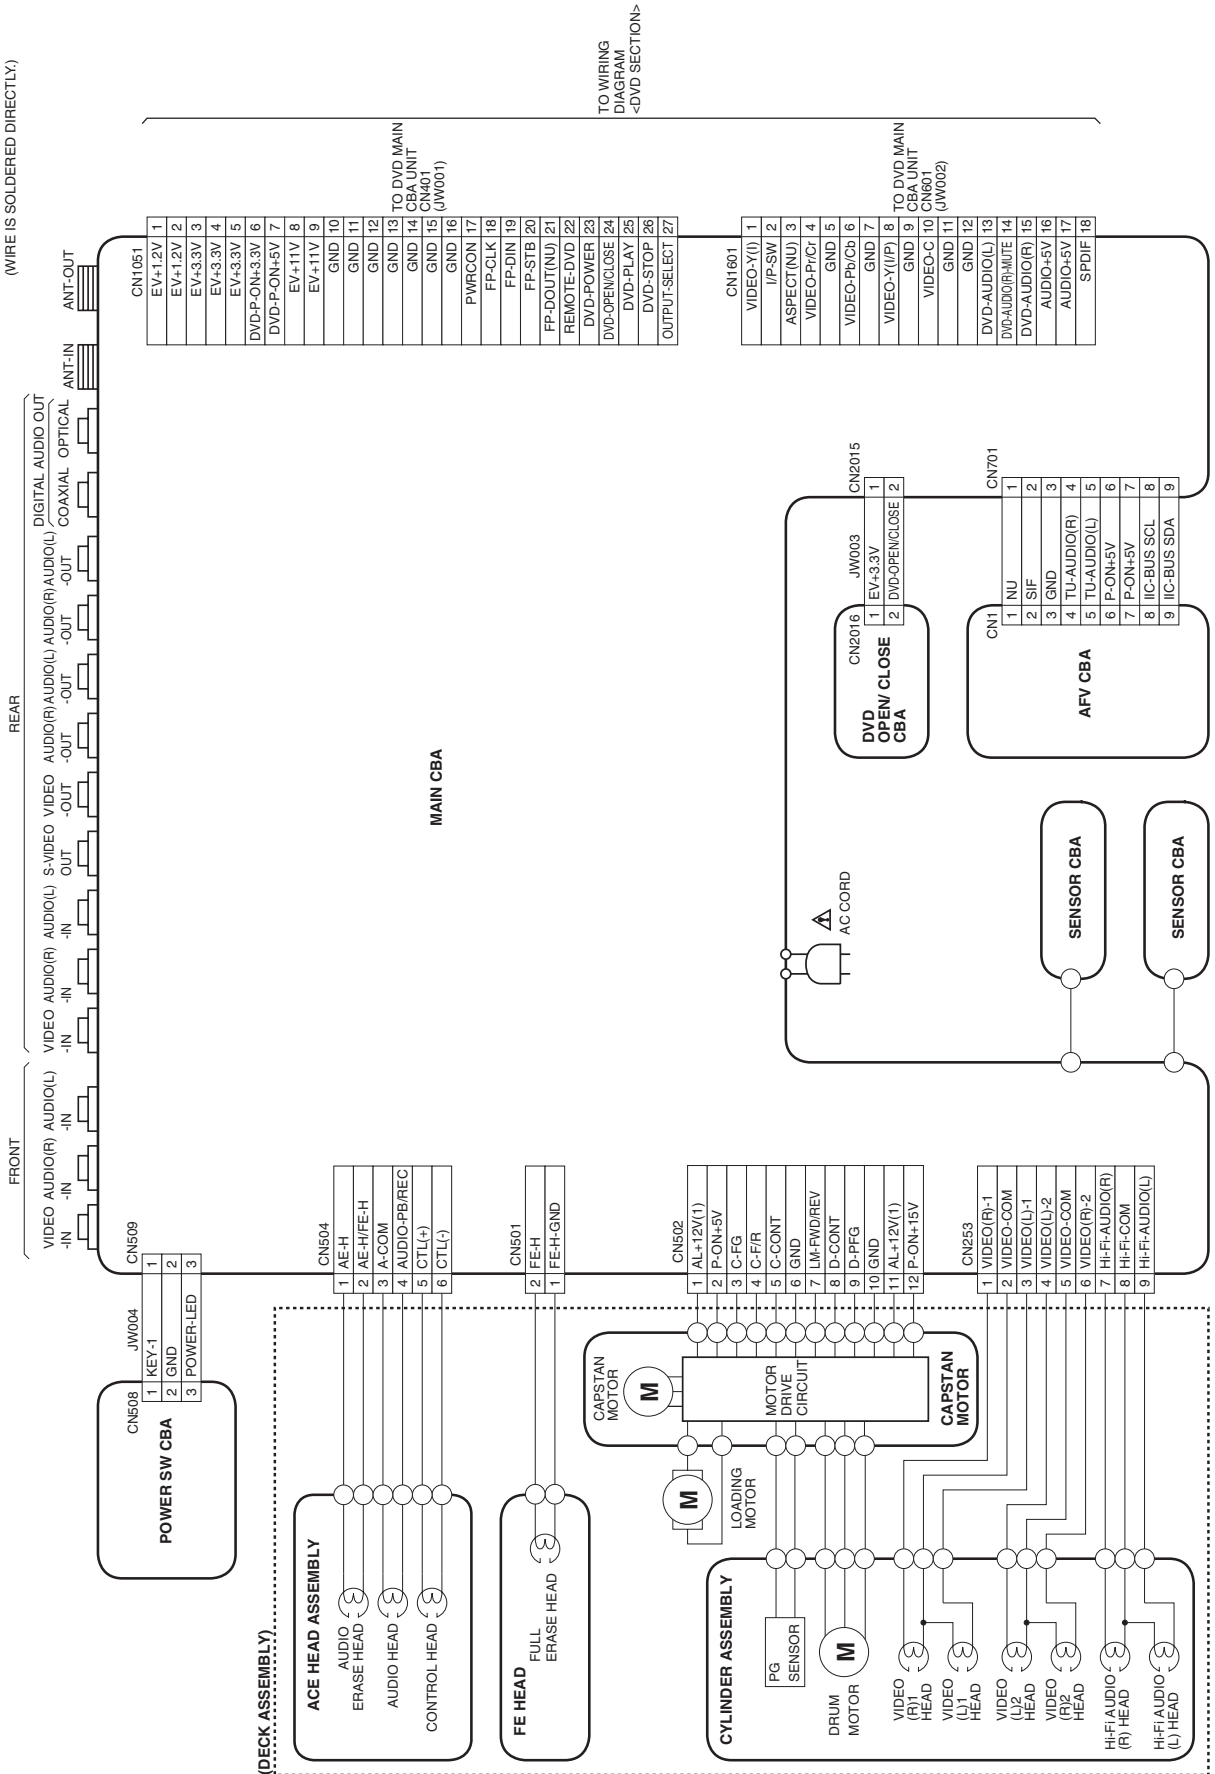 (WIRE IS SOLDERED DIRECTLY.)
FRONT
REAR
VIDEO
-IN
AUDIO(R)
-IN
AUDIO(L)
-IN
VIDEO
-IN
AUDIO(R)
-IN
AUDIO(L)
-IN
S-VIDEO
OUT
VIDEO
-OUT
AUDIO(R)
-OUT
AUDIO(L)
-OUT
AUDIO(R)
-OUT
AUDIO(L)
-OUT
DIGITAL AUDIO OUT
COAXIAL
OPTICAL
ANT-IN
ANT-OUT
MAIN CBA
CN1051
EV+1.2V 1
EV+1.2V 2
EV+3.3V 3
EV+3.3V 4
EV+3.3V 5
DVD-P-ON+3.3V 6
DVD-P-ON+5V 7
EV+11V 8
EV+11V 9
GND 10
GND 11
GND 12
GND 13
GND 14
GND 15
GND 16
PWRCON 17
FP-CLK 18
FP-DIN 19
FP-STB 20
FP-DOUT(NU) 21
REMOTE-DVD 22
DVD-POWER 23
DVD-OPEN/CLOSE 24
DVD-PLAY 25
DVD-STOP 26
OUTPUT-SELECT 27
TO DVD MAIN
CBA UNIT
CN401
(JW001)
CN1601
VIDEO-Y(I) 1
I/P-SW 2
ASPECT(NU) 3
VIDEO-Pr/Cr 4
GND 5
VIDEO-Pb/Cb 6
GND 7
VIDEO-Y(I/P) 8
GND 9
VIDEO-C 10
GND 11
GND 12
DVD-AUDIO(L) 13
DVD-AUDIO(R)-MUTE 14
DVD-AUDIO(R) 15
AUDIO+5V 16
AUDIO+5V 17
SPDIF 18
TO DVD MAIN
CBA UNIT
CN601
(JW002)
TO WIRING
DIAGRAM
<DVD SECTION>
POWER SW CBA
CN508
JW004
CN509
1 KEY-1 1
2 GND 2
3 POWER-LED 3
CN504
1 AE-H
2 AE-H/FE-H
3 A-COM
4 AUDIO-PB/REC
5 CTL(+)
6 CTL(-)
CN501
2 FE-H
1 FE-H-GND
CN502
1 AL+12V(1)
2 P-ON+5V
3 C-FG
4 C-F/R
5 C-CONT
6 GND
7 LM-FWD/REV
8 D-CONT
9 D-PFG
10 GND
11 AL+12V(1)
12 P-ON+15V
CN253
1 VIDEO(R)-1
2 VIDEO-COM
3 VIDEO(L)-1
4 VIDEO(L)-2
5 VIDEO-COM
6 VIDEO(R)-2
7 Hi-Fi-AUDIO(R)
8 Hi-Fi-COM
9 Hi-Fi-AUDIO(L)
AC CORD
CN2016
JW003
CN2015
1 EV+3.3V 1
2 DVD-OPEN/CLOSE 2
DVD
OPEN/ CLOSE
CBA
CN1
CN701
1 NU 1
2 SIF 2
3 GND 3
4 TU-AUDIO(R) 4
5 TU-AUDIO(L) 5
6 P-ON+5V 6
7 P-ON+5V 7
8 IIC-BUS SCL 8
9 IIC-BUS SDA 9
AFV CBA
SENSOR CBA
SENSOR CBA
(DECK ASSEMBLY)
ACE HEAD ASSEMBLY
AUDIO
ERASE HEAD
AUDIO HEAD
CONTROL HEAD
FE HEAD
FULL
ERASE HEAD
CAPSTAN
MOTOR
M
MOTOR
DRIVE
CIRCUIT
CAPSTAN
MOTOR
M
LOADING
MOTOR
CYLINDER ASSEMBLY
PG
SENSOR
M
DRUM
MOTOR
VIDEO
(R)1
HEAD
VIDEO
(L)1
HEAD
VIDEO
(L)2
HEAD
VIDEO
(R)2
HEAD
Hi-Fi AUDIO
(R) HEAD
Hi-Fi AUDIO
(L) HEAD